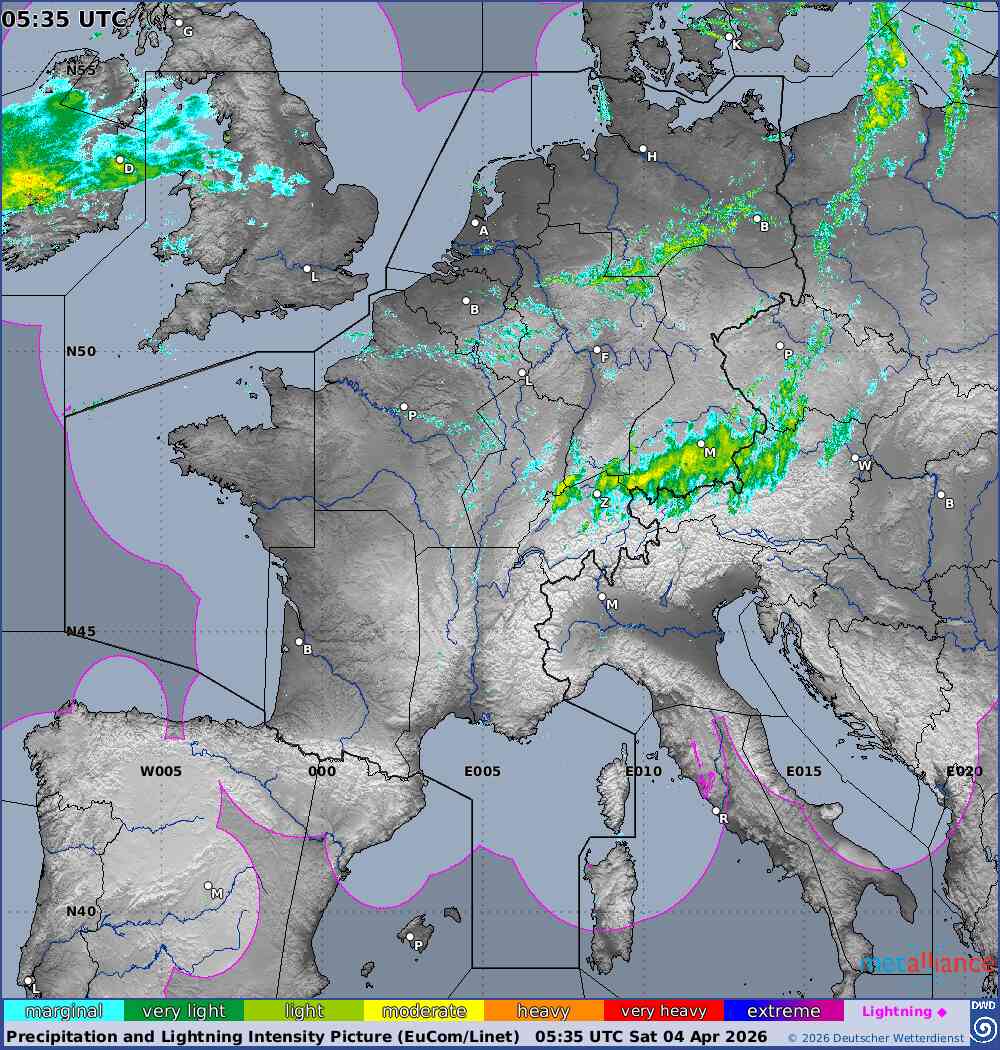 05:35 UTC
G
K
N55
D
H
A
B
L
B
N50
F
P
L
P
M
W
Z
B
M
N45
B
W005
000
E005
E010
E015
E020
R
M
N40
P
L
metalliance
marginal
very light
light
moderate
heavy
very heavy
extreme
Lightning ◆
DWD
Precipitation and Lightning Intensity Picture (EuCom/Linet) 05:35 UTC Sat 04 Apr 2026
© 2026 Deutscher Wetterdienst